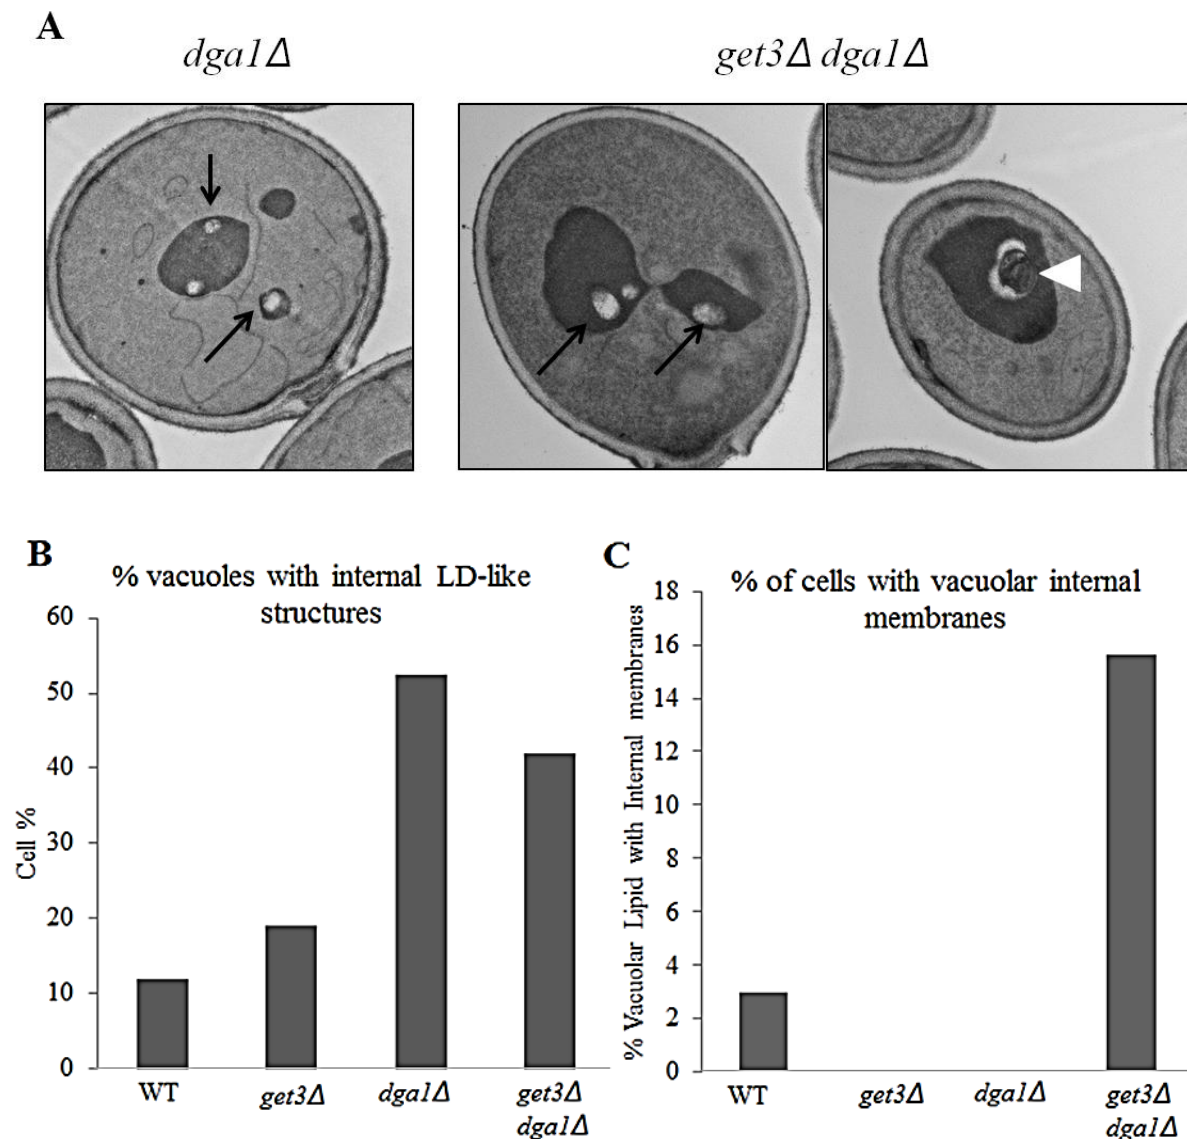 A
dga1Δ
get3Δ dga1Δ
B
% vacuoles with internal LD-like
structures
60
50
40
30
20
10
0
Cell %
WT
get3Δ
dga1Δ
get3Δ
dga1Δ
C
% of cells with vacuolar internal
membranes
18
16
14
12
10
8
6
4
2
0
% Vacuolar Lipid with Internal membranes
WT
get3Δ
dga1Δ
get3Δ
dga1Δ